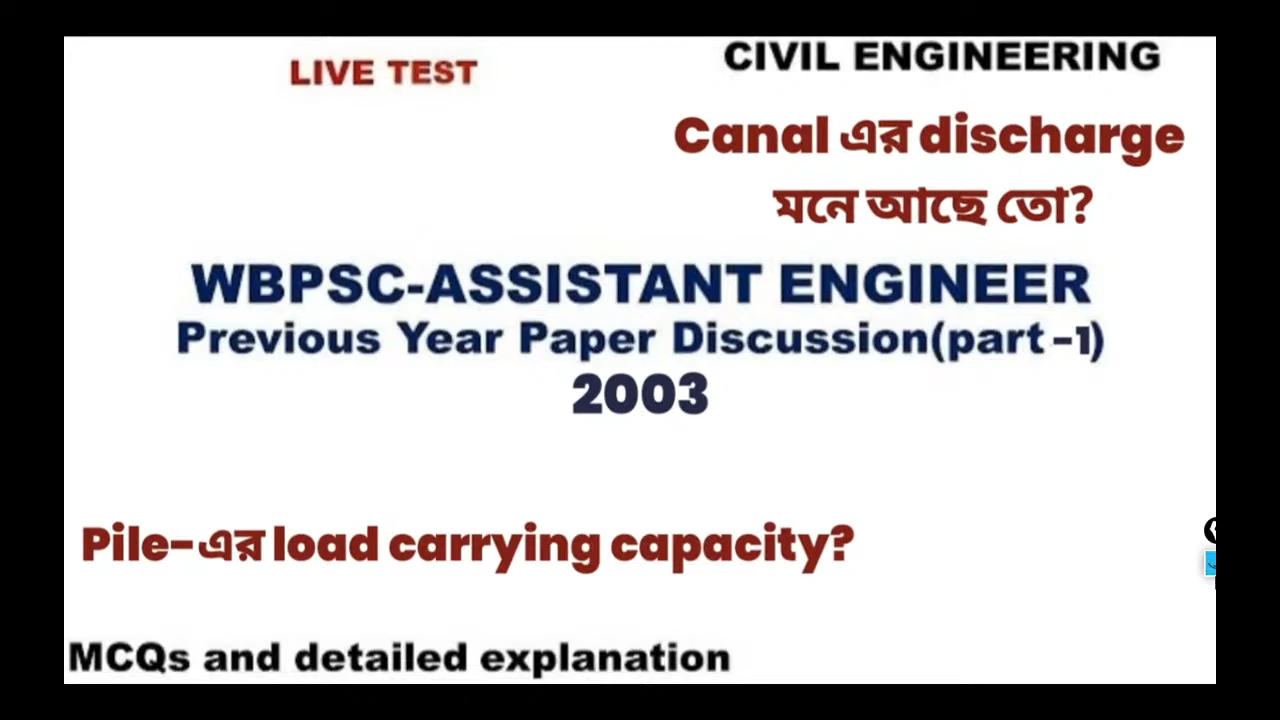 LIVE TEST
CIVIL ENGINEERING
Canal এর discharge
মনে আছে তো?
WBPSC-ASSISTANT ENGINEER
Previous Year Paper Discussion(part-1)
2003
Pile-এর load carrying capacity?
MCQs and detailed explanation